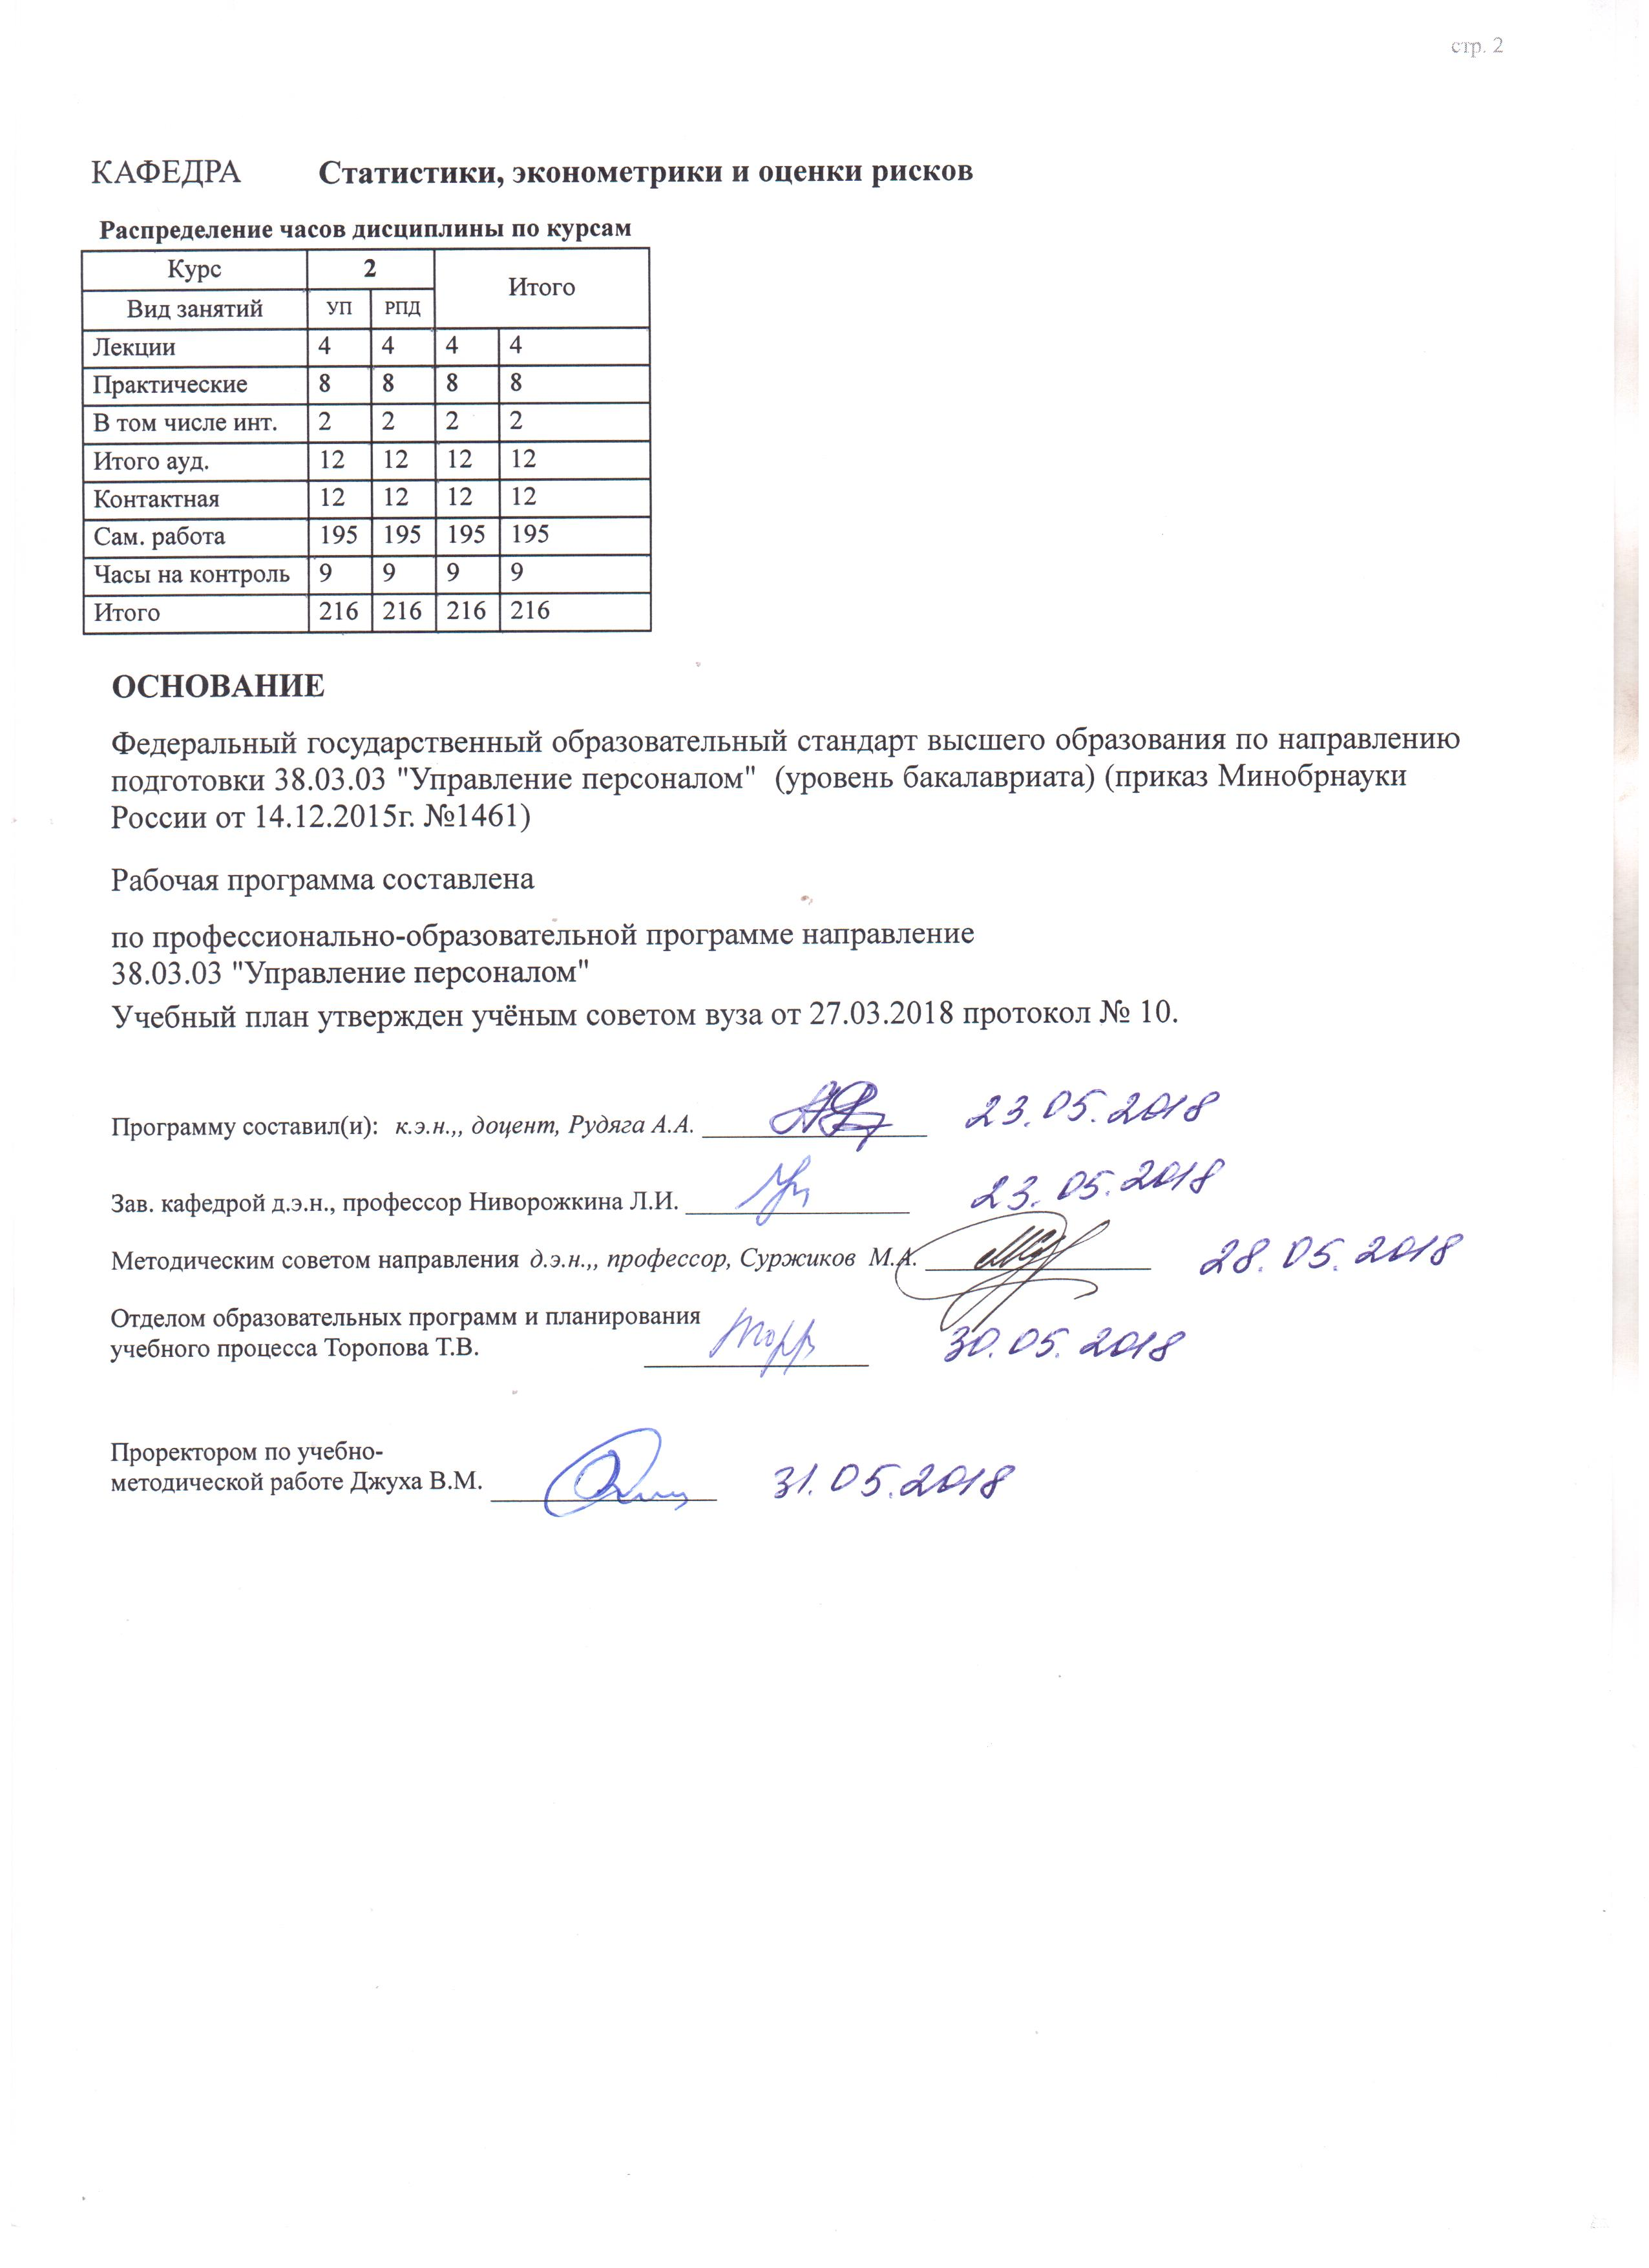 стр. 2
КАФЕДРА Статистики, эконометрики и оценки рисков
Распределение часов дисциплины по курсам
Курс 2 Итого
Вид занятий УП РПД
Лекции 4 4 4 4
Практические 8 8 8 8
В том числе инт. 2 2 2 2
Итого ауд. 12 12 12 12
Контактная 12 12 12 12
Сам. работа 195 195 195 195
Часы на контроль 9 9 9 9
Итого 216 216 216 216
ОСНОВАНИЕ
Федеральный государственный образовательный стандарт высшего образования по направлению
подготовки 38.03.03 "Управление персоналом" (уровень бакалавриата) (приказ Минобрнауки
России от 14.12.2015г. №1461)
Рабочая программа составлена
по профессионально-образовательной программе направление
38.03.03 "Управление персоналом"
Учебный план утвержден учёным советом вуза от 27.03.2018 протокол № 10.
Программу составил(и): к.э.н.,, доцент, Рудяга А.А. 23.05.2018
Зав. кафедрой д.э.н., профессор Ниворожкина Л.И. 23.05.2018
Методическим советом направления д.э.н.,, профессор, Суржиков М.А. 28.05.2018
Отделом образовательных программ и планирования
учебного процесса Торопова Т.В. 30.05.2018
Проректором по учебно-
методической работе Джуха В.М. 31.05.2018